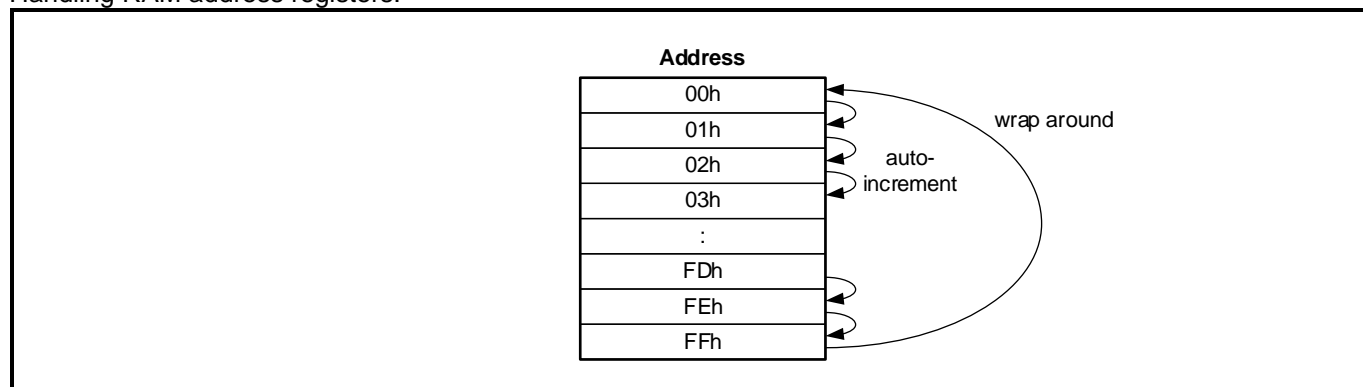 Handling RAM address registers.
Address
00h
01h
wrap around
02h
auto-
increment
03h
:
FDh
FEh
FFh